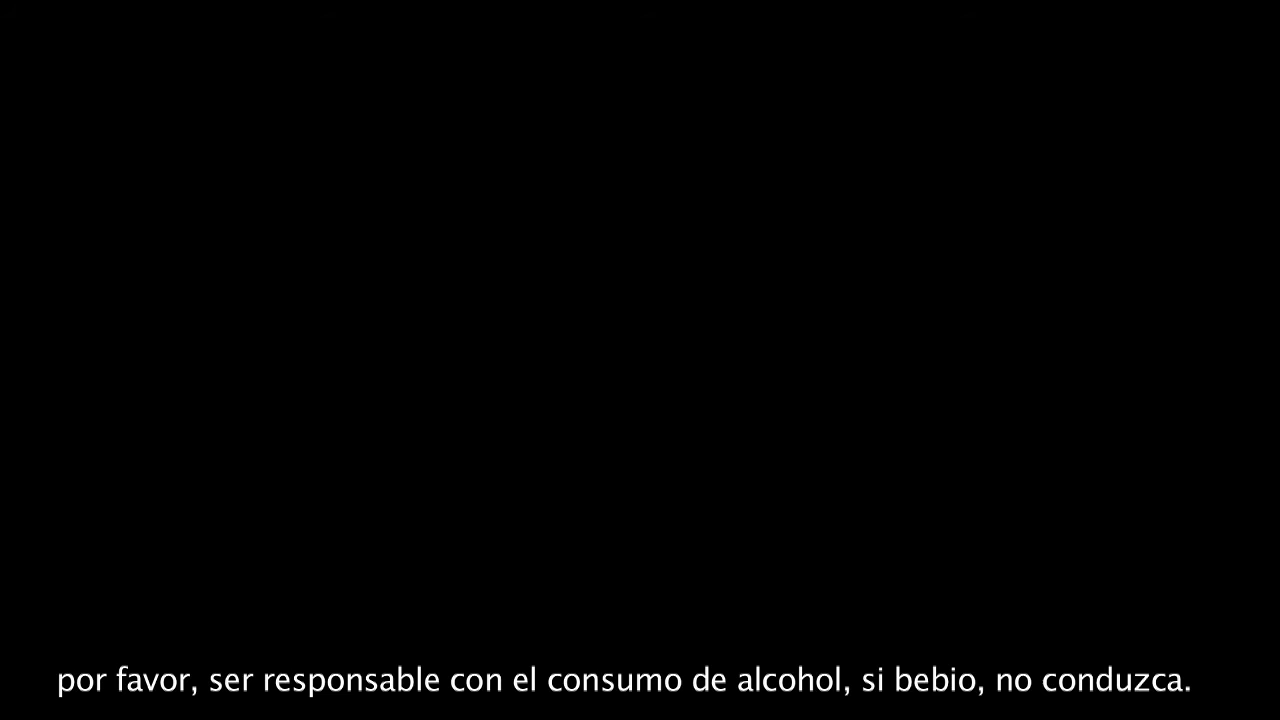 por favor, ser responsable con el consumo de alcohol, si bebio, no conduzca.